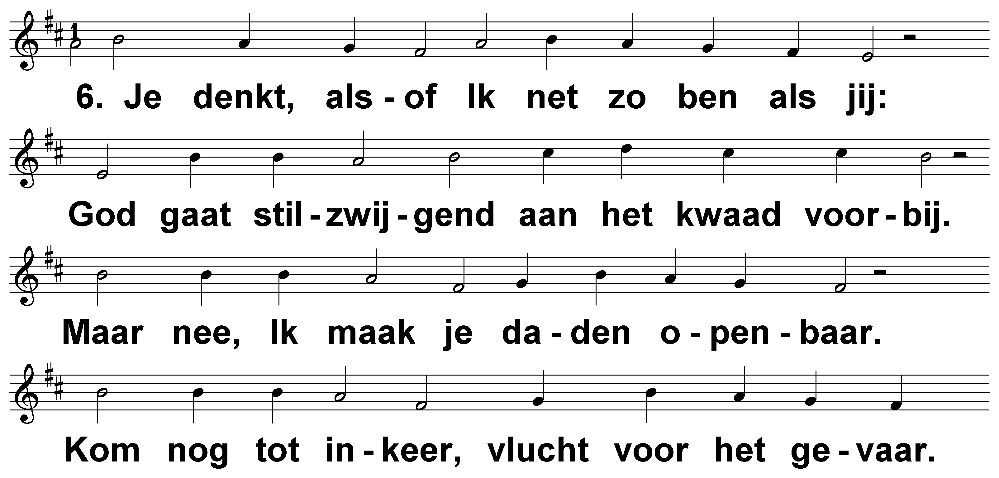 1
6. Je denkt, als - of Ik net zo ben als jij:
God gaat stil - zwij - gend aan het kwaad voor - bij.
Maar nee, Ik maak je da - den o - pen - baar.
Kom nog tot in - keer, vlucht voor het ge - vaar.